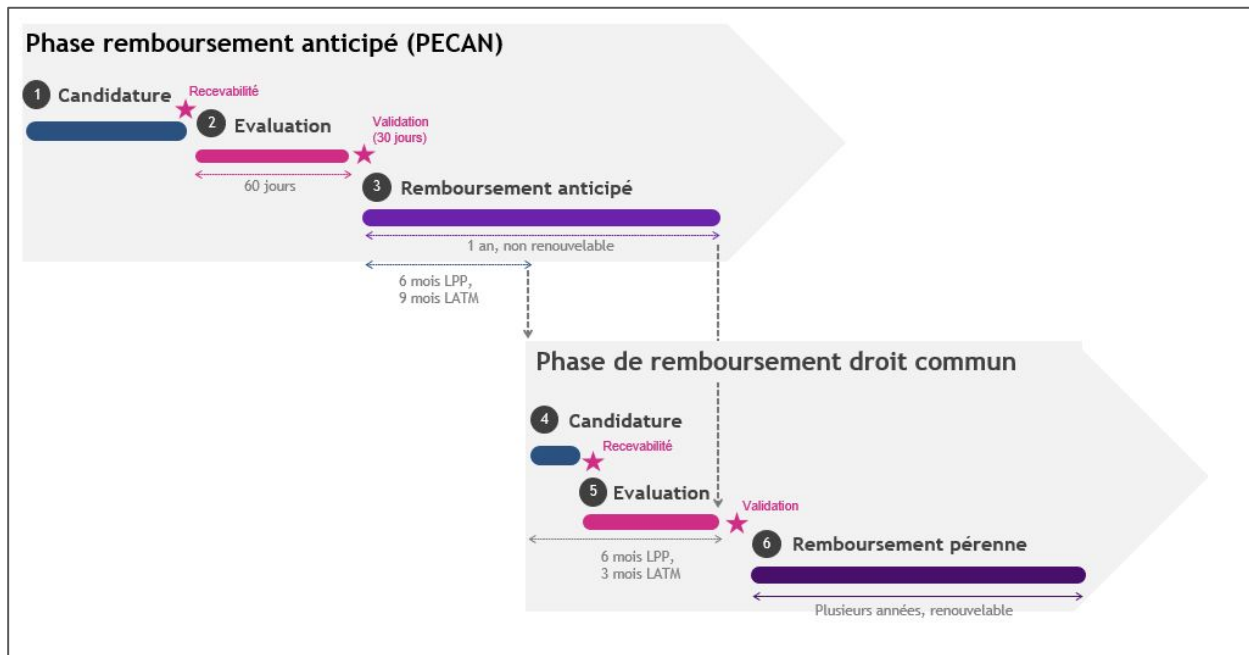 Phase remboursement anticipé (PECAN)
1 Candidature
Recevabilité
2 Evaluation
Validation
(30 jours)
60 jours
3 Remboursement anticipé
1 an, non renouvelable
6 mois LPP,
9 mois LATM
Phase de remboursement droit commun
4 Candidature
Recevabilité
5 Evaluation
Validation
6 mois LPP,
3 mois LATM
6 Remboursement pérenne
Plusieurs années, renouvelable